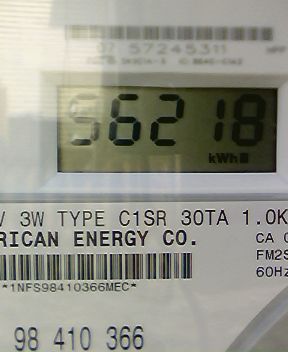 07 57245311
56218
kWh
V 3W TYPE C1SR 30TA 1.0K
RICAN ENERGY CO.
CA
FM2S
60Hz
*1NFS98410366MEC*
98 410 366